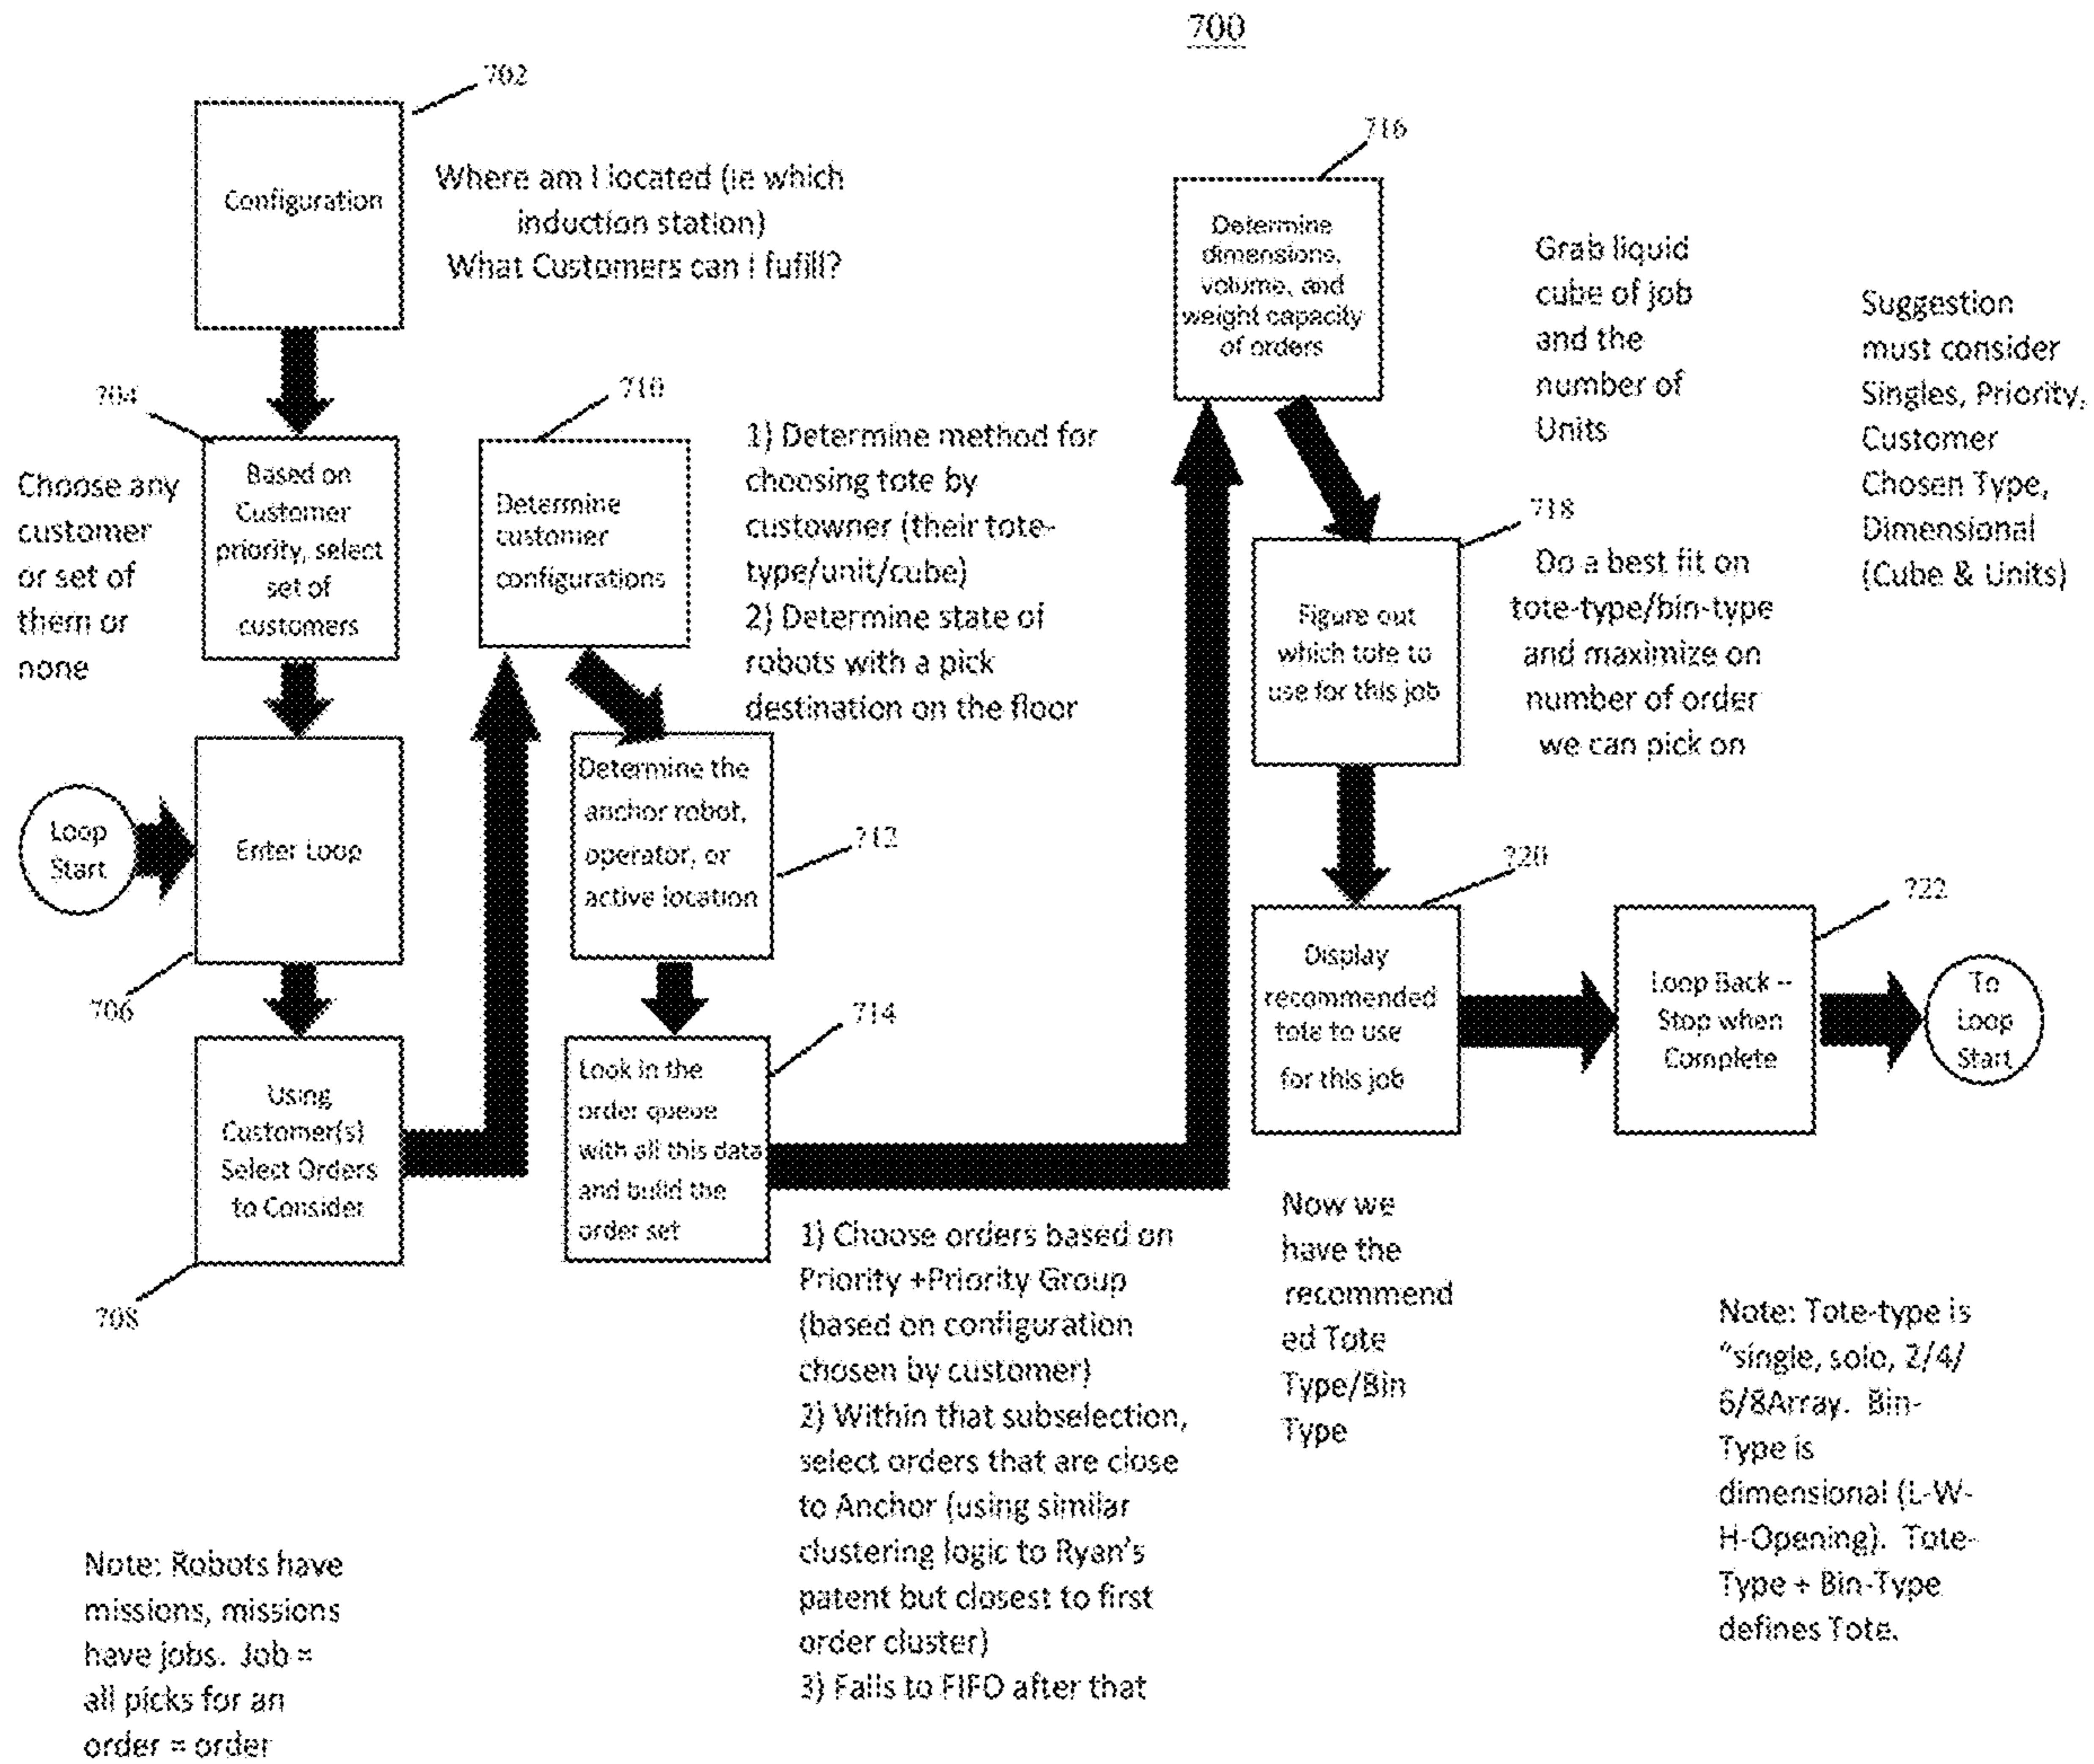 700
702
Configuration
Where am I located (ie which
induction station)
What Customers can I fufill?
704
Choose any
customer
or set of
them or
none
Based on
Customer
priority, select
set of
customers
Loop
Start
Enter Loop
706
Using
Customer(s)
Select Orders
to Consider
708
710
Determine
customer
configurations
1) Determine method for
choosing tote by
custowner (their tote-
type/unit/cube)
2) Determine state of
robots with a pick
destination on the floor
Determine the
anchor robot,
operator, or
active location
712
714
Look in the
order queue
with all this data
and build the
order set
1) Choose orders based on
Priority +Priority Group
(based on configuration
chosen by customer)
2) Within that subselection,
select orders that are close
to Anchor (using similar
clustering logic to Ryan's
patent but closest to first
order cluster)
3) Falls to FIFO after that
716
Determine
dimensions,
volume, and
weight capacity
of orders
Grab liquid
cube of job
and the
number of
Units
Suggestion
must consider
Singles, Priority,
Customer
Chosen Type,
Dimensional
(Cube & Units)
718
Figure out
which tote to
use for this job
Do a best fit on
tote-type/bin-type
and maximize on
number of order
we can pick on
720
Display
recommended
tote to use
for this job
Now we
have the
recommend
ed Tote
Type/Bin
Type
722
Loop Back --
Stop when
Complete
To
Loop
Start
Note: Tote-type is
"single, solo, 2/4/
6/8Array. Bin-
Type is
dimensional (L-W-
H-Opening). Tote-
Type + Bin-Type
defines Tote.
Note: Robots have
missions, missions
have jobs. Job =
all picks for an
order = order